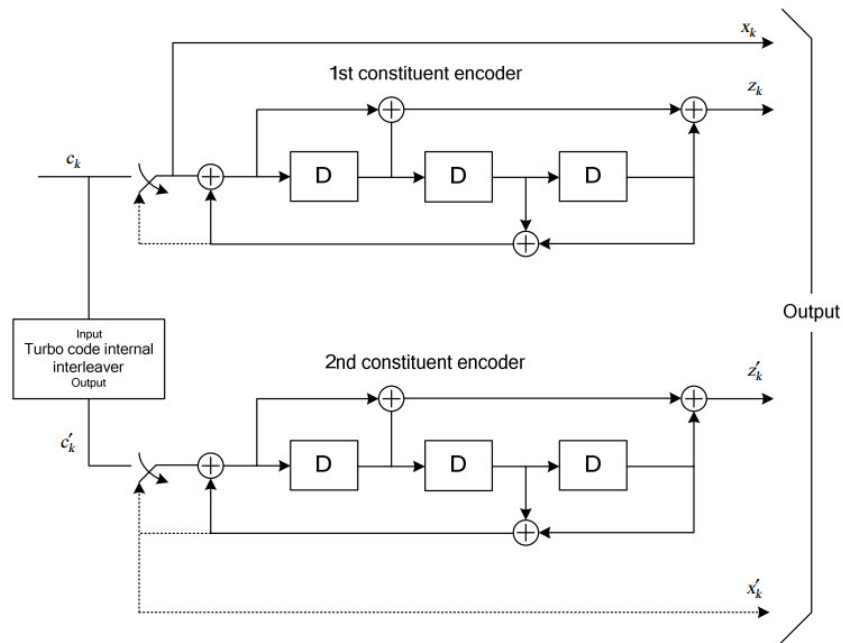 x_k
1st constituent encoder
z_k
c_k
D D D
Output
Input
Turbo code internal
interleaver
Output
2nd constituent encoder
z′_k
c′_k
D D D
x′_k